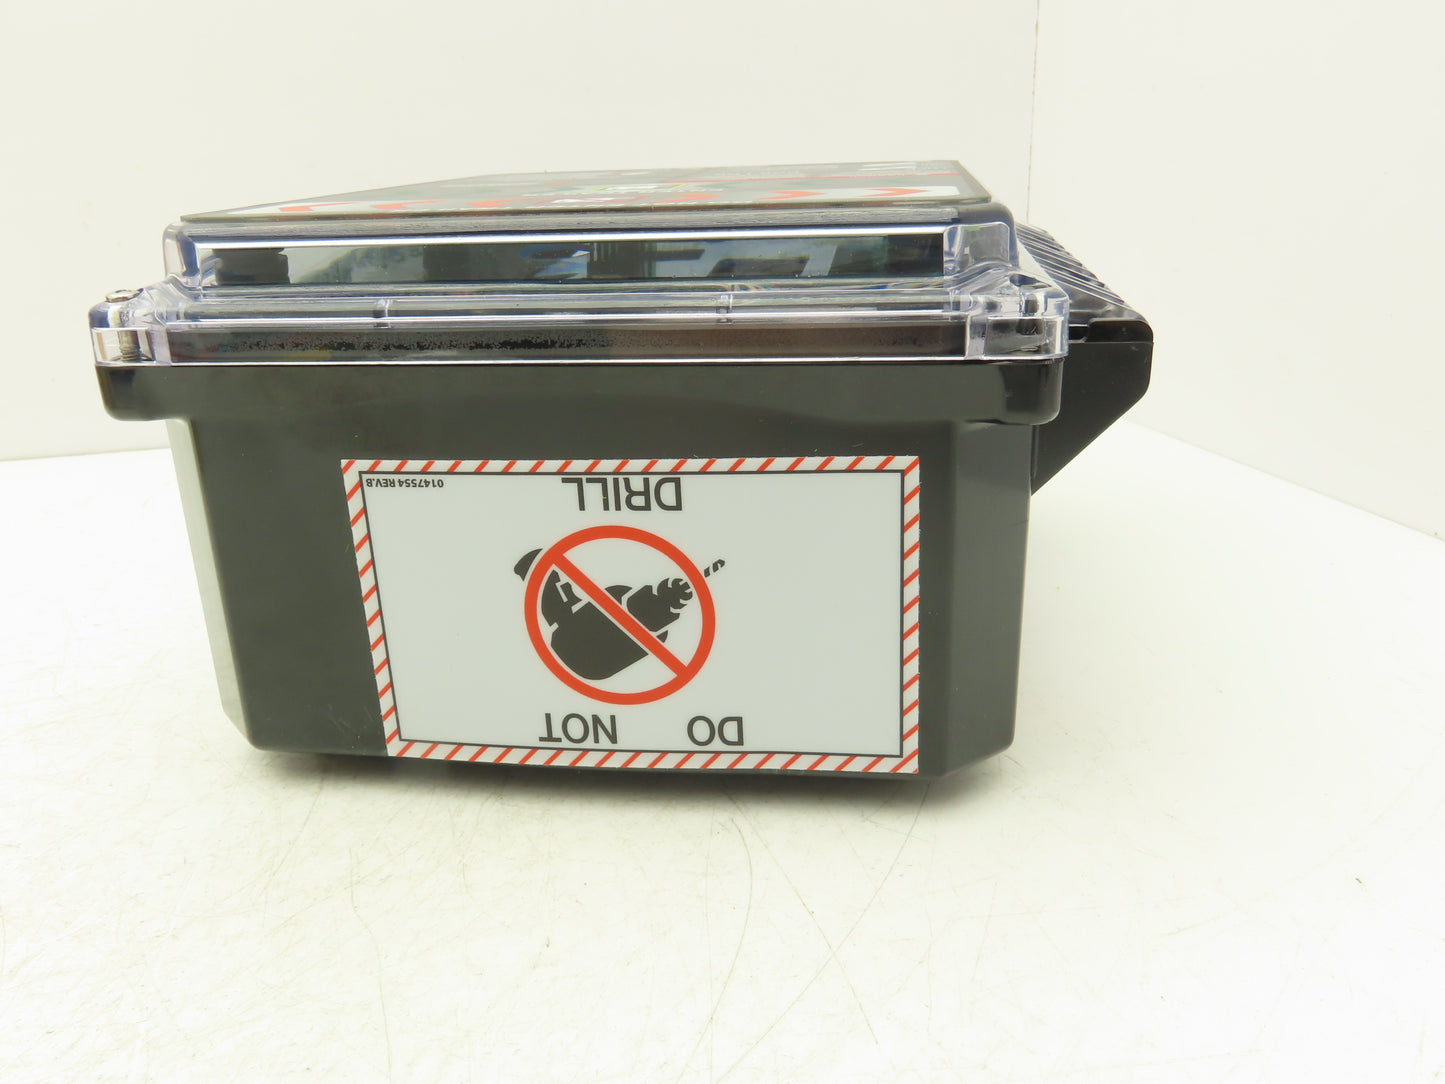 DO NOT
DRILL
0147554 REV.B